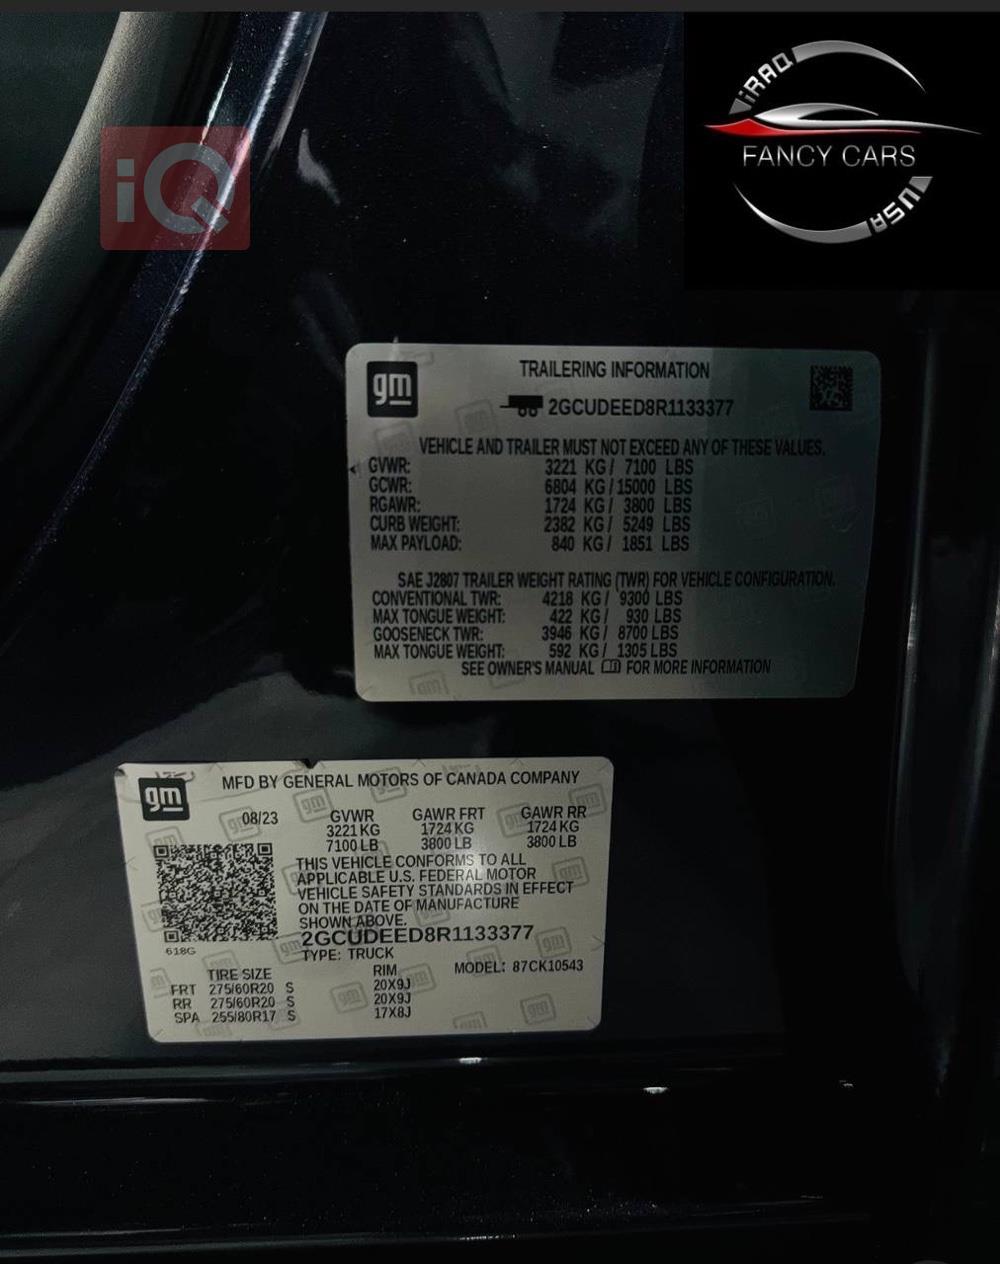 iRAQ
FANCY CARS
USA
iQ
gm
TRAILERING INFORMATION
2GCUDEED8R1133377
VEHICLE AND TRAILER MUST NOT EXCEED ANY OF THESE VALUES.
GVWR: 3221 KG / 7100 LBS
GCWR: 6804 KG / 15000 LBS
RGAWR: 1724 KG / 3800 LBS
CURB WEIGHT: 2382 KG / 5249 LBS
MAX PAYLOAD: 840 KG / 1851 LBS
SAE J2807 TRAILER WEIGHT RATING (TWR) FOR VEHICLE CONFIGURATION.
CONVENTIONAL TWR: 4218 KG / 9300 LBS
MAX TONGUE WEIGHT: 422 KG / 930 LBS
GOOSENECK TWR: 3946 KG / 8700 LBS
MAX TONGUE WEIGHT: 592 KG / 1305 LBS
SEE OWNER'S MANUAL FOR MORE INFORMATION
gm
MFD BY GENERAL MOTORS OF CANADA COMPANY
08/23
GVWR GAWR FRT GAWR RR
3221 KG 1724 KG 1724 KG
7100 LB 3800 LB 3800 LB
THIS VEHICLE CONFORMS TO ALL
APPLICABLE U.S. FEDERAL MOTOR
VEHICLE SAFETY STANDARDS IN EFFECT
ON THE DATE OF MANUFACTURE
SHOWN ABOVE.
2GCUDEED8R1133377
618G
TYPE: TRUCK
MODEL: 87CK10543
TIRE SIZE RIM
FRT 275/60R20 S 20X9J
RR 275/60R20 S 20X9J
SPA 255/80R17 S 17X8J